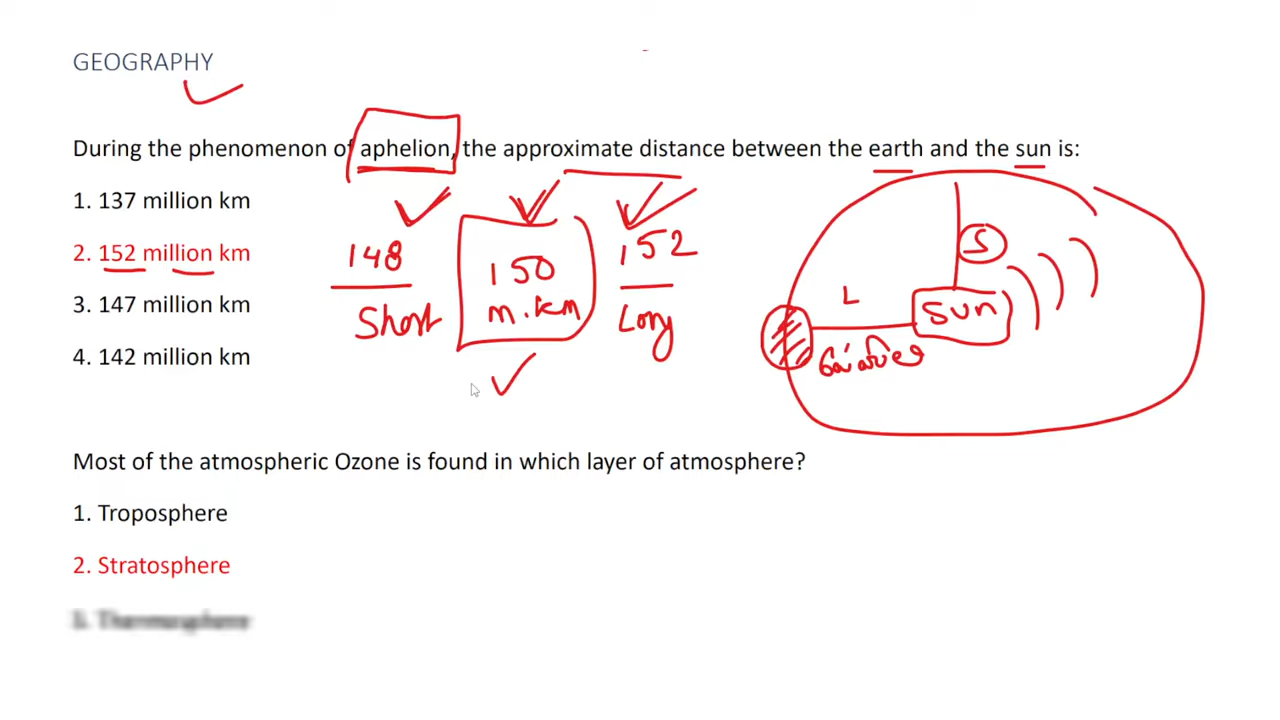 GEOGRAPHY
During the phenomenon of aphelion, the approximate distance between the earth and the sun is:
1. 137 million km
2. 152 million km
3. 147 million km
4. 142 million km
148
Short
150
m.km
152
Long
S
L
Sun
Most of the atmospheric Ozone is found in which layer of atmosphere?
1. Troposphere
2. Stratosphere
3. Thermosphere